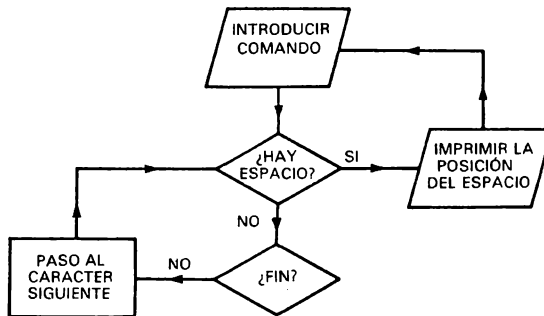 INTRODUCIR
COMANDO
¿HAY
ESPACIO?
SI
IMPRIMIR LA
POSICIÓN
DEL ESPACIO
NO
¿FIN?
NO
PASO AL
CARACTER
SIGUIENTE